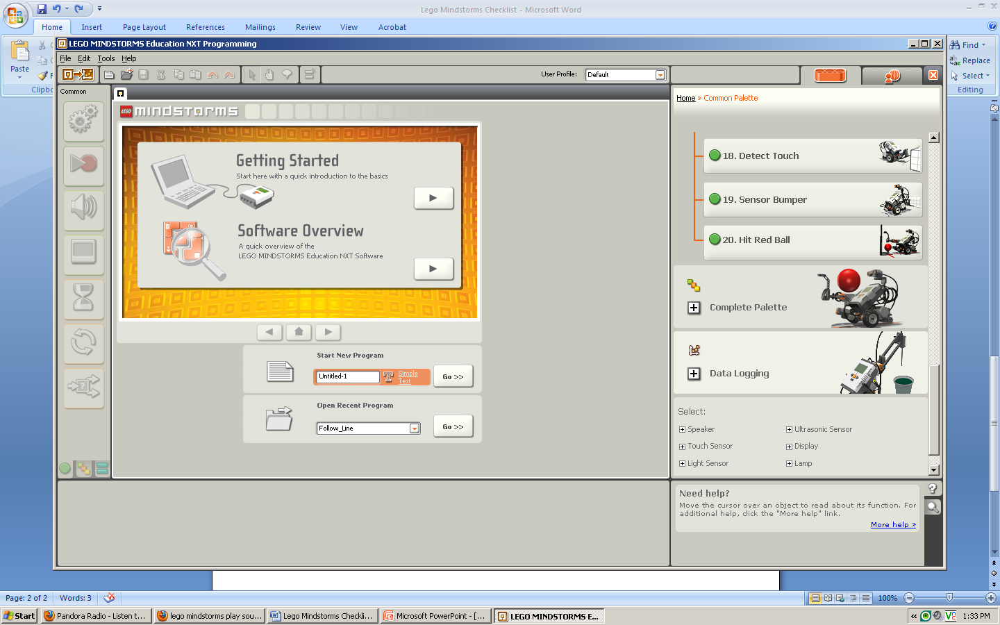 Lego Mindstorms Checklist - Microsoft Word
Home Insert Page Layout References Mailings Review View Acrobat
Paste
Clipbo
Find
Replace
Select
Editing
LEGO MINDSTORMS Education NXT Programming
File Edit Tools Help
User Profile: Default
Common
LEGO mindstorms
Getting Started
Start here with a quick introduction to the basics
Software Overview
A quick overview of the
LEGO MINDSTORMS Education NXT Software
Start New Program
Untitled-1
Simple
Text
Go >>
Open Recent Program
Follow_Line
Go >>
Home » Common Palette
18. Detect Touch
19. Sensor Bumper
20. Hit Red Ball
Complete Palette
Data Logging
Select:
Speaker Ultrasonic Sensor
Touch Sensor Display
Light Sensor Lamp
Need help?
Move the cursor over an object to read about its function. For
additional help, click the "More help" link.
More help »
Page: 2 of 2 Words: 3 100%
Start Pandora Radio - Listen t... lego mindstorms play sou... Lego Mindstorms Checkli... Microsoft PowerPoint - [... LEGO MINDSTORMS E... 1:33 PM